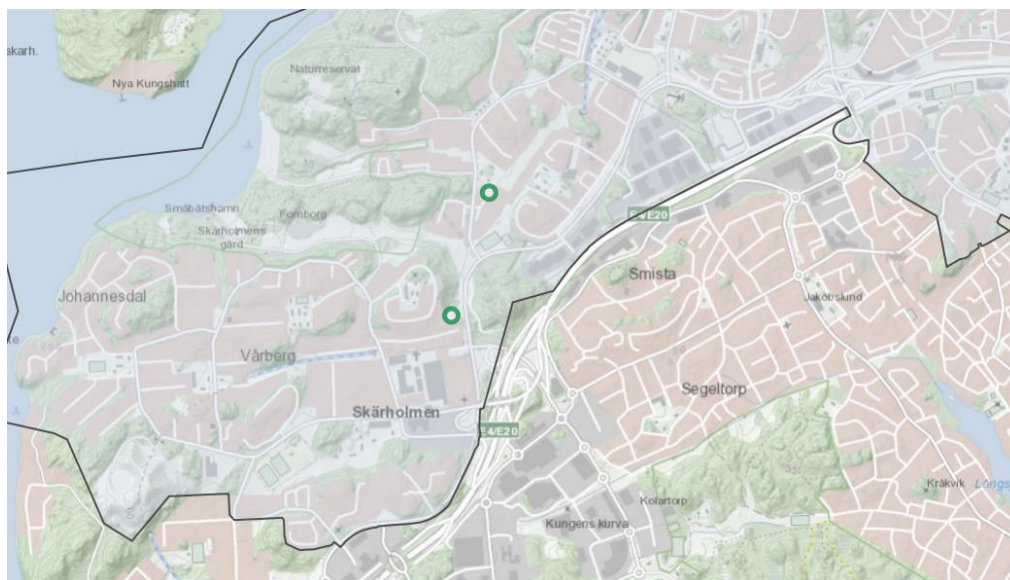 skarh.
Naturreservat
Nya Kungshatt
Småbåtshamn
Fornborg
Skärholmens
gård
E4/E20
Smista
Johannesdal
Jakobslund
Vårberg
Segeltorp
Skärholmen
E4/E20
Kråkvik
Kolartorp
Långs
Kungens kurva